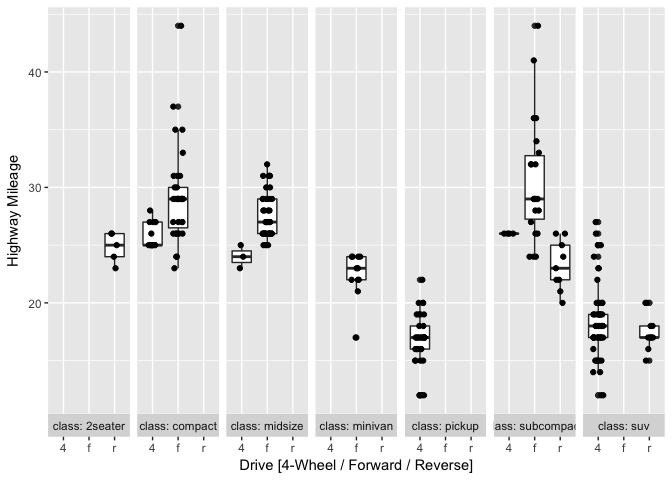 Highway Mileage
40
30
20
class: 2seater class: compact class: midsize class: minivan class: pickup lass: subcompac class: suv
4 f r 4 f r 4 f r 4 f r 4 f r 4 f r 4 f r
Drive [4-Wheel / Forward / Reverse]